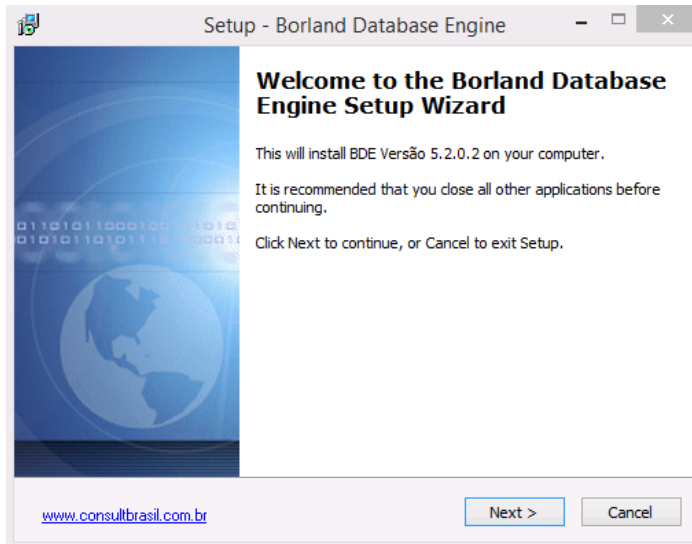 Setup - Borland Database Engine
Welcome to the Borland Database
Engine Setup Wizard
This will install BDE Versão 5.2.0.2 on your computer.
It is recommended that you close all other applications before
continuing.
Click Next to continue, or Cancel to exit Setup.
www.consultbrasil.com.br
Next >
Cancel